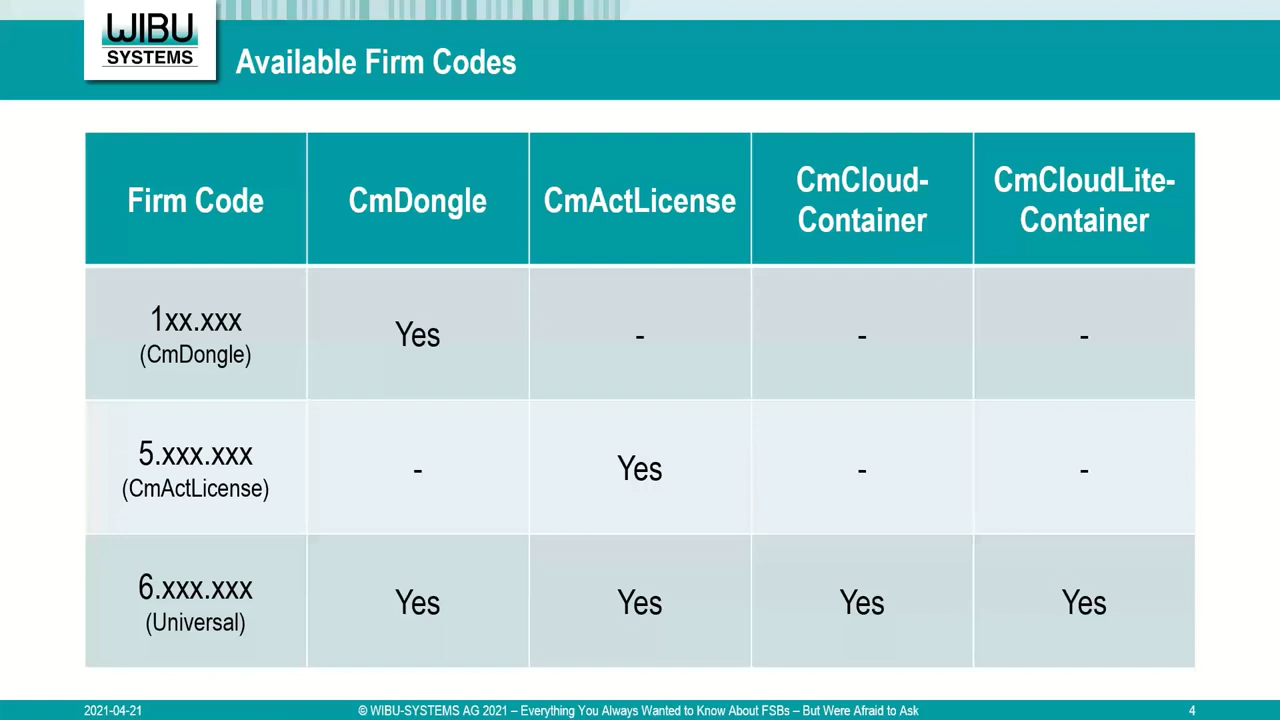 WIBU
SYSTEMS
Available Firm Codes
Firm Code
CmDongle
CmActLicense
CmCloud-
Container
CmCloudLite-
Container
1xx.xxx
(CmDongle)
Yes
-
-
-
5.xxx.xxx
(CmActLicense)
-
Yes
-
-
6.xxx.xxx
(Universal)
Yes
Yes
Yes
Yes
2021-04-21
© WIBU-SYSTEMS AG 2021 – Everything You Always Wanted to Know About FSBs – But Were Afraid to Ask
4